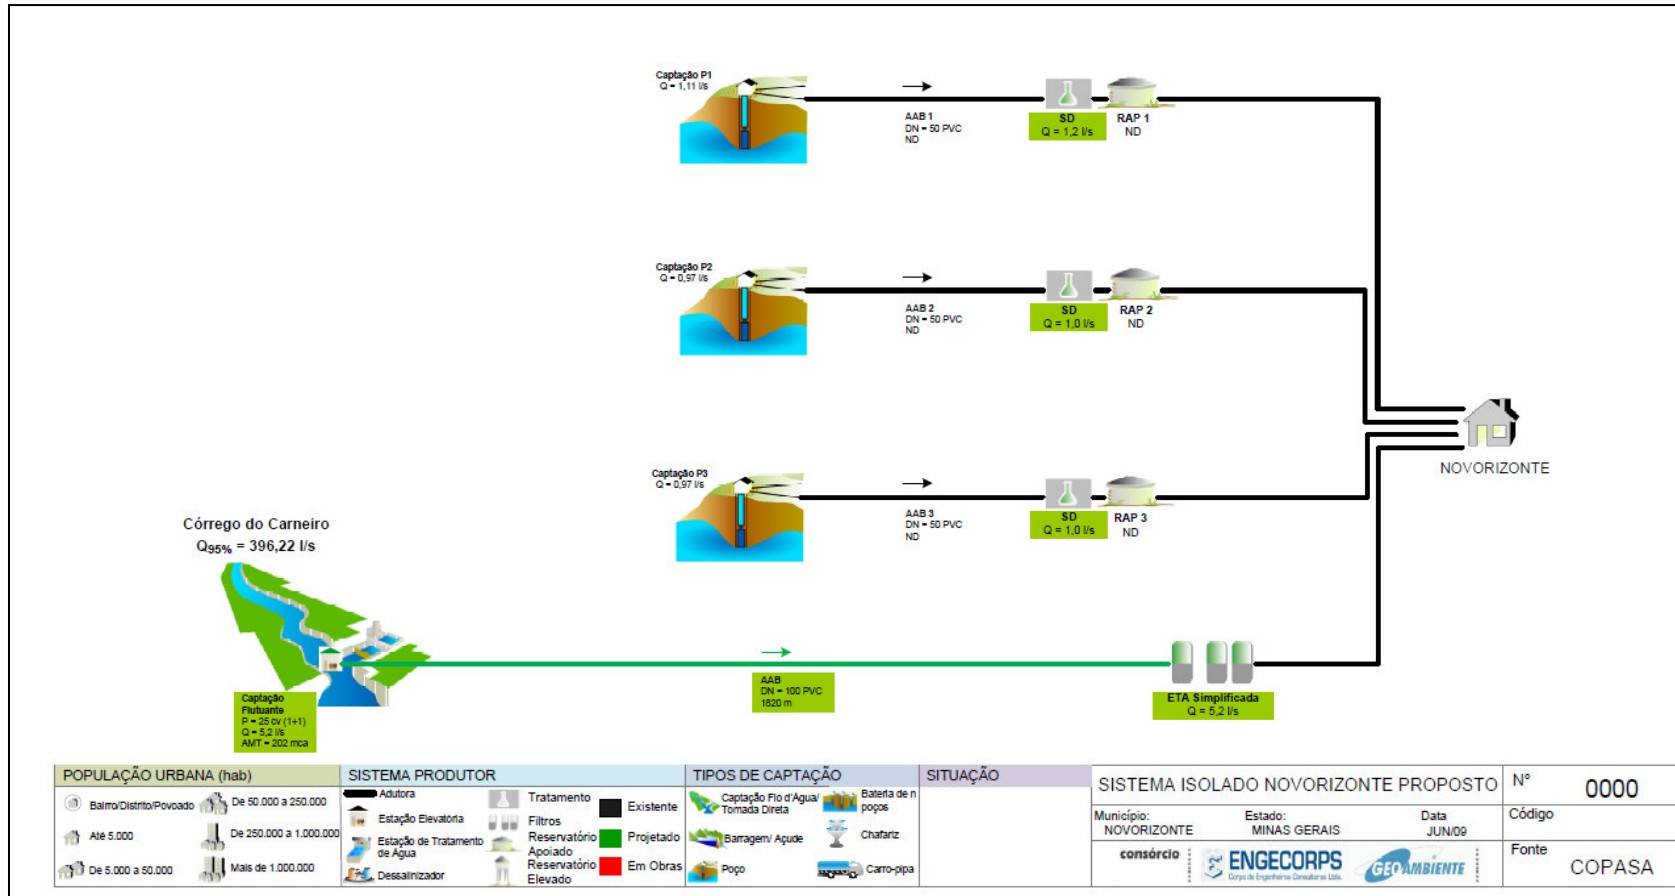 Captação P1
Q = 1,11 l/s
AAB 1
DN = 50 PVC
ND
SD
Q = 1,2 l/s
RAP 1
ND
Captação P2
Q = 0,97 l/s
AAB 2
DN = 50 PVC
ND
SD
Q = 1,0 l/s
RAP 2
ND
NOVORIZONTE
Captação P3
Q = 0,97 l/s
AAB 3
DN = 50 PVC
ND
SD
Q = 1,0 l/s
RAP 3
ND
Córrego do Carneiro
Q95% = 396,22 l/s
Captação
Flutuante
P = 25 cv (1+1)
Q = 5,2 l/s
AMT = 202 mca
AAB
DN = 100 PVC
1820 m
ETA Simplificada
Q = 5,2 l/s
POPULAÇÃO URBANA (hab)
Bairro/Distrito/Povoado
De 50.000 a 250.000
Até 5.000
De 250.000 a 1.000.000
De 5.000 a 50.000
Mais de 1.000.000
SISTEMA PRODUTOR
Adutora
Estação Elevatória
Estação de Tratamento
de Água
Dessalinizador
Tratamento
Filtros
Reservatório
Apoiado
Reservatório
Elevado
Existente
Projetado
Em Obras
TIPOS DE CAPTAÇÃO
Captação Fio d'Água/
Tomada Direta
Barragem/ Açude
Poço
Bateria de n
poços
Chafariz
Carro-pipa
SITUAÇÃO
SISTEMA ISOLADO NOVORIZONTE PROPOSTO
Município:
NOVORIZONTE
Estado:
MINAS GERAIS
Data
JUN/09
consórcio
ENGECORPS
Corpo de Engenheiros Consultores Ltda.
GEOAMBIENTE
N°
0000
Código
Fonte
COPASA